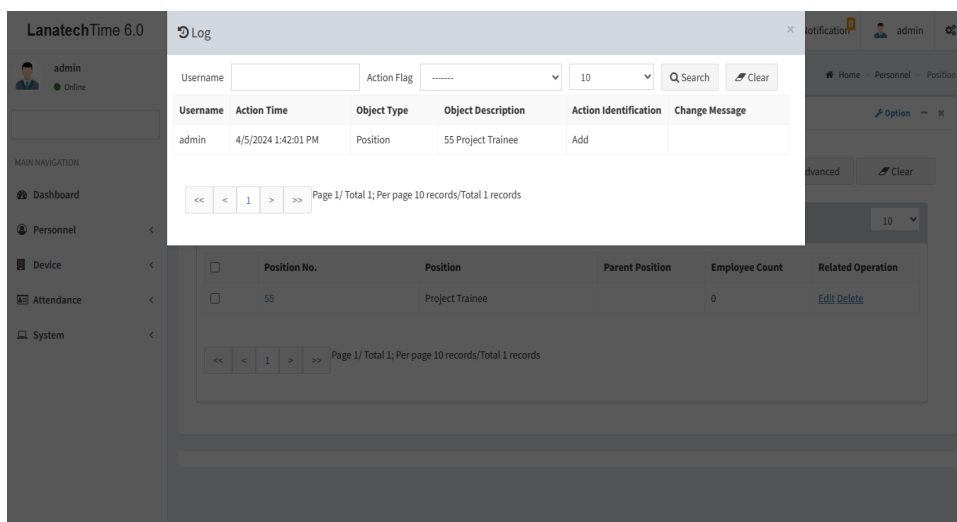 LanatechTime 6.0
Log
×
Notification
admin
admin
Online
Username
Action Flag
-------
10
Search
Clear
Home > Personnel > Position
Username Action Time Object Type Object Description Action Identification Change Message
admin 4/5/2024 1:42:01 PM Position 55 Project Trainee Add
Option − ×
MAIN NAVIGATION
dvanced
Clear
<< < 1 > >> Page 1/ Total 1; Per page 10 records/Total 1 records
Dashboard
Personnel <
10
Device <
Position No. Position Parent Position Employee Count Related Operation
Attendance <
55 Project Trainee 0 Edit Delete
System <
<< < 1 > >> Page 1/ Total 1; Per page 10 records/Total 1 records